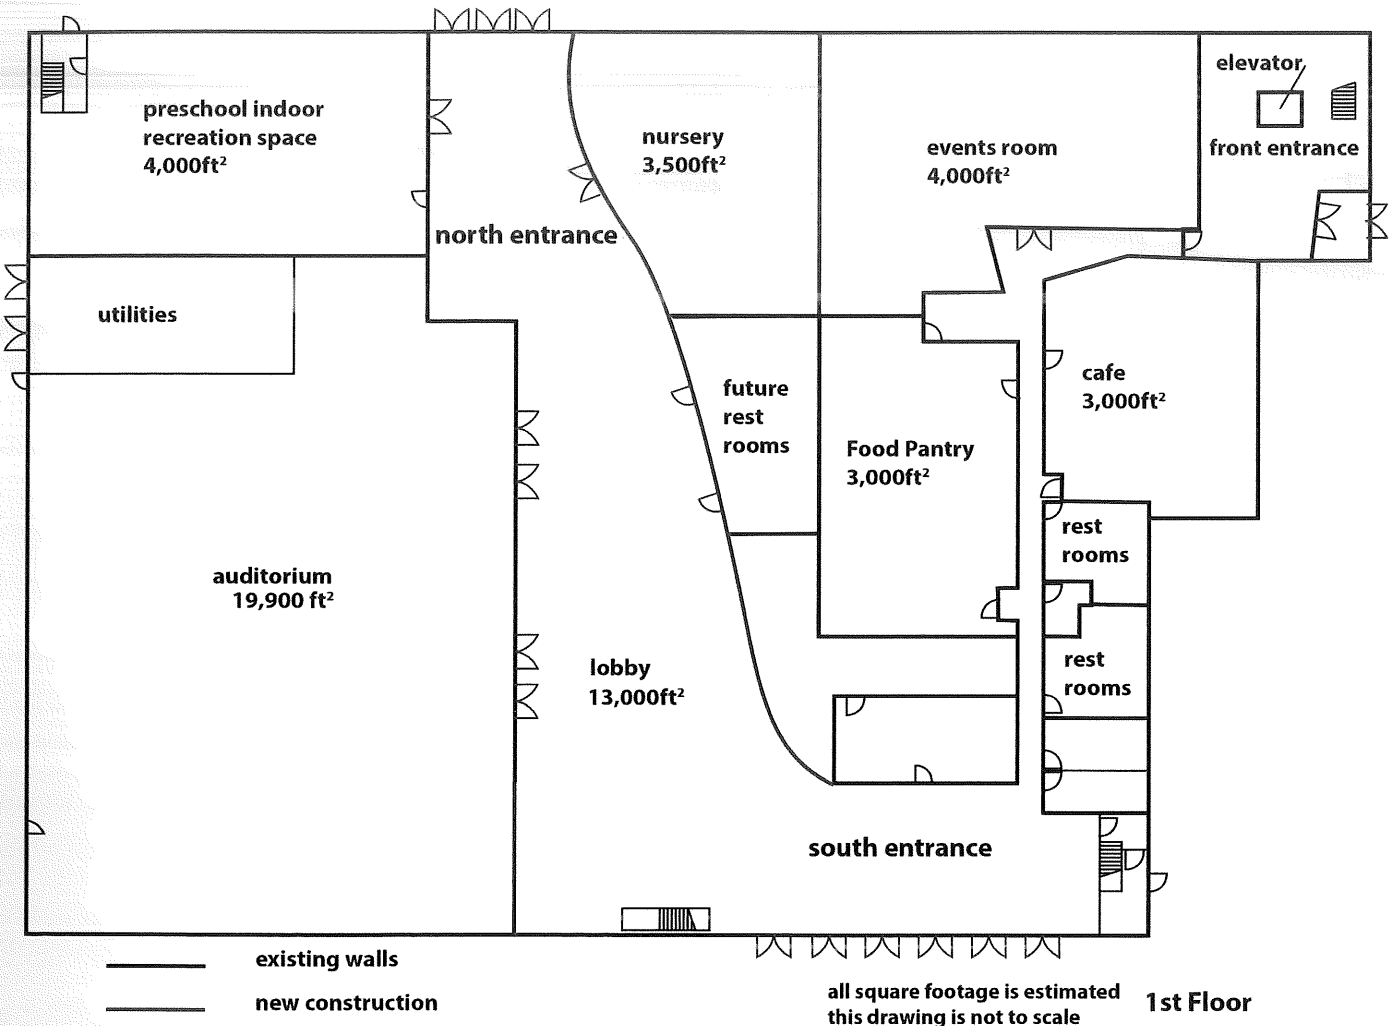 elevator
preschool indoor
recreation space
4,000ft²
nursery
3,500ft²
events room
4,000ft²
front entrance
north entrance
utilities
future
rest
rooms
cafe
3,000ft²
Food Pantry
3,000ft²
rest
rooms
auditorium
19,900 ft²
lobby
13,000ft²
rest
rooms
south entrance
existing walls
new construction
all square footage is estimated
this drawing is not to scale
1st Floor